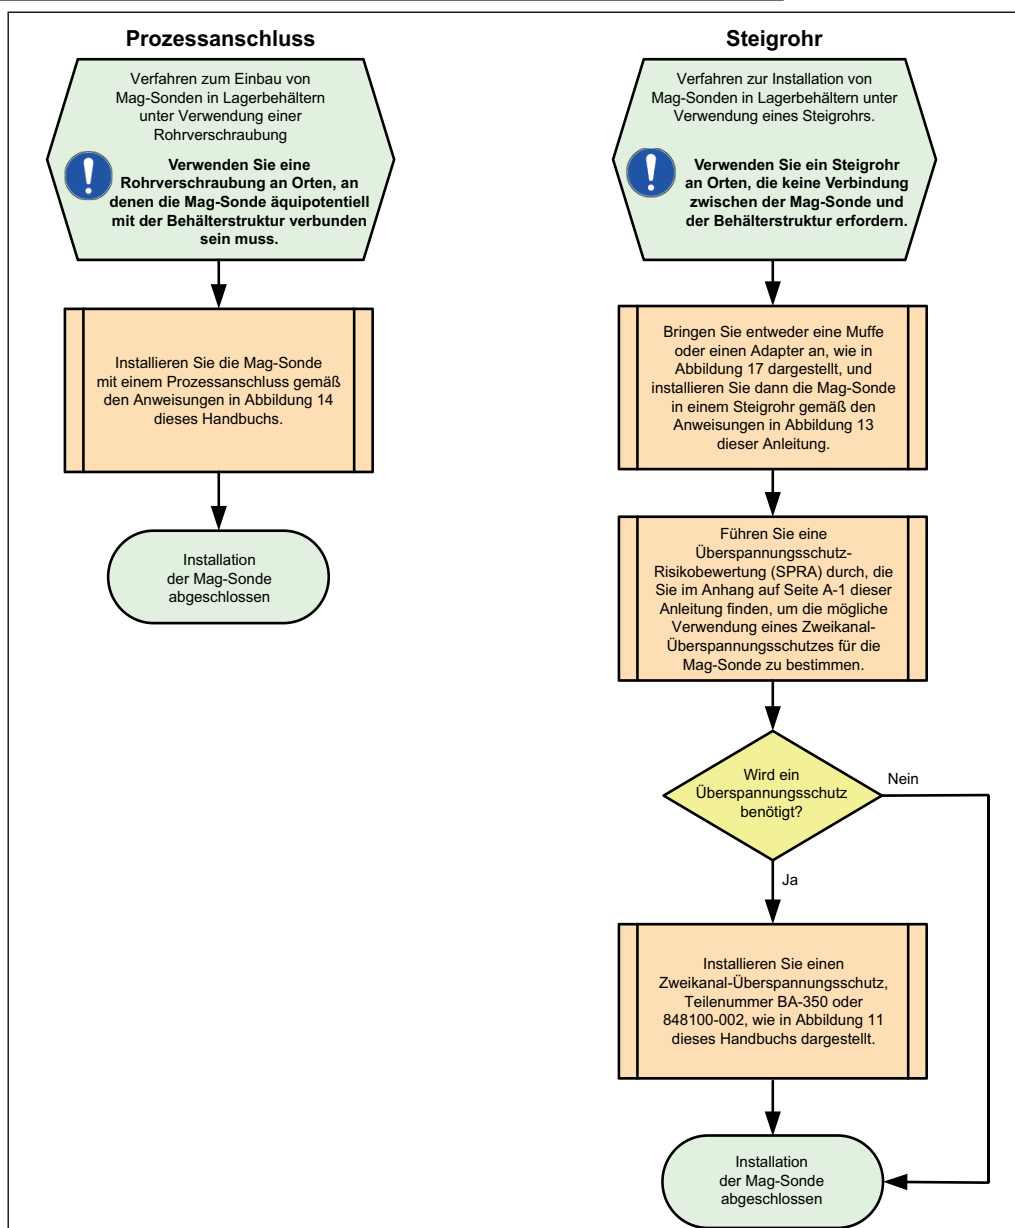 Prozessanschluss
Verfahren zum Einbau von
Mag-Sonden in Lagerbehältern
unter Verwendung einer
Rohrverschraubung
Verwenden Sie eine
Rohrverschraubung an Orten, an
denen die Mag-Sonde äquipotentiell
mit der Behälterstruktur verbunden
sein muss.
Installieren Sie die Mag-Sonde
mit einem Prozessanschluss gemäß
den Anweisungen in Abbildung 14
dieses Handbuchs.
Installation
der Mag-Sonde
abgeschlossen
Steigrohr
Verfahren zur Installation von
Mag-Sonden in Lagerbehältern unter
Verwendung eines Steigrohrs.
Verwenden Sie ein Steigrohr
an Orten, die keine Verbindung
zwischen der Mag-Sonde und
der Behälterstruktur erfordern.
Bringen Sie entweder eine Muffe
oder einen Adapter an, wie in
Abbildung 17 dargestellt, und
installieren Sie dann die Mag-Sonde
in einem Steigrohr gemäß den
Anweisungen in Abbildung 13
dieser Anleitung.
Führen Sie eine
Überspannungsschutz-
Risikobewertung (SPRA) durch, die
Sie im Anhang auf Seite A-1 dieser
Anleitung finden, um die mögliche
Verwendung eines Zweikanal-
Überspannungsschutzes für die
Mag-Sonde zu bestimmen.
Wird ein
Überspannungsschutz
benötigt?
Nein
Ja
Installieren Sie einen
Zweikanal-Überspannungsschutz,
Teilenummer BA-350 oder
848100-002, wie in Abbildung 11
dieses Handbuchs dargestellt.
Installation
der Mag-Sonde
abgeschlossen